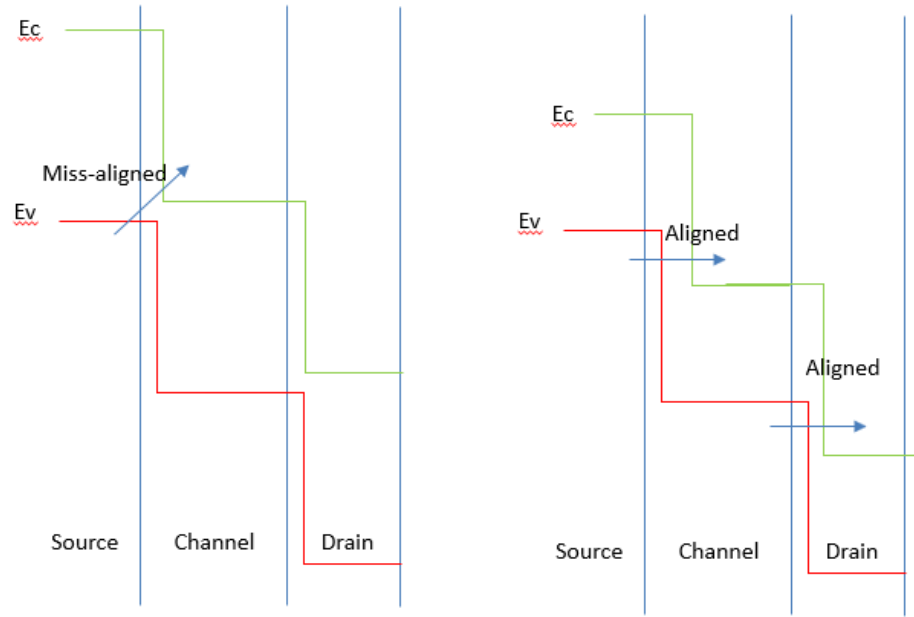 Ec
Miss-aligned
Ev
Source Channel Drain
Ec
Ev
Aligned
Aligned
Source Channel Drain